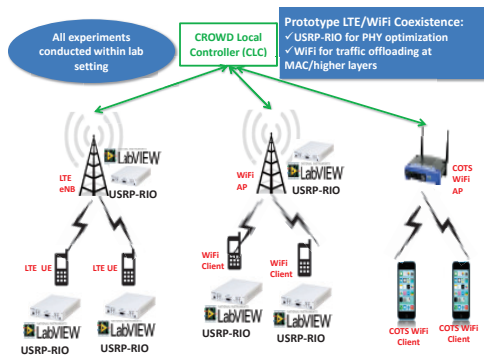 All experiments
conducted within lab
setting
CROWD Local
Controller (CLC)
Prototype LTE/WiFi Coexistence:
✓USRP-RIO for PHY optimization
✓WiFi for traffic offloading at
MAC/higher layers
LTE
eNB
LabVIEW
USRP-RIO
WiFi
AP
LabVIEW
USRP-RIO
COTS
WiFi
AP
LTE UE
LTE UE
WiFi
Client
WiFi
Client
LabVIEW
USRP-RIO
LabVIEW
USRP-RIO
LabVIEW
USRP-RIO
LabVIEW
USRP-RIO
COTS WiFi
Client
COTS WiFi
Client